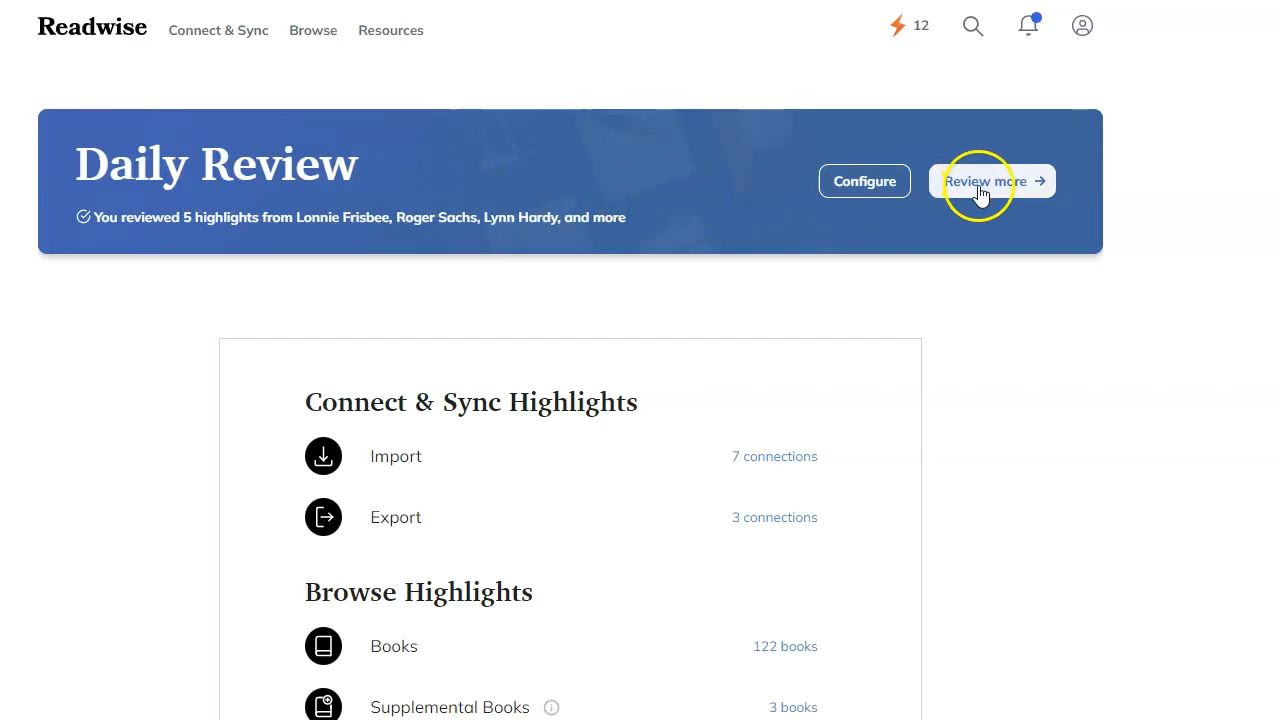 Readwise
Connect & Sync
Browse
Resources
12
Daily Review
You reviewed 5 highlights from Lonnie Frisbee, Roger Sachs, Lynn Hardy, and more
Configure
Review more →
Connect & Sync Highlights
Import
7 connections
Export
3 connections
Browse Highlights
Books
122 books
Supplemental Books
3 books